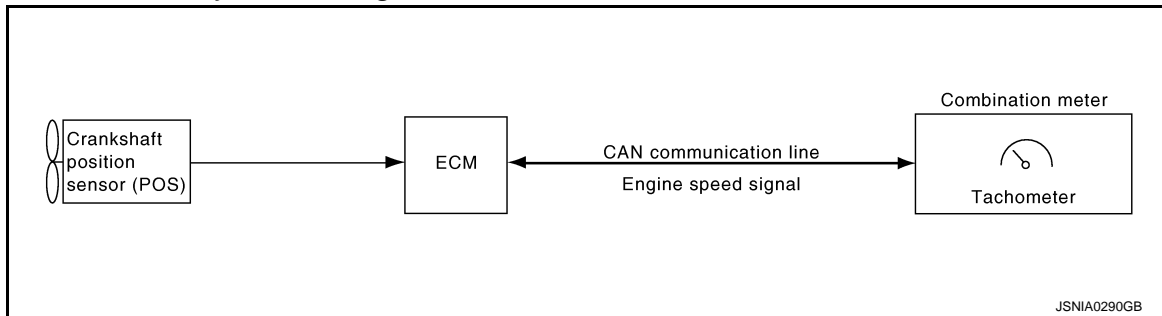 Crankshaft
position
sensor (POS)
ECM
CAN communication line
Engine speed signal
Combination meter
Tachometer
JSNIA0290GB